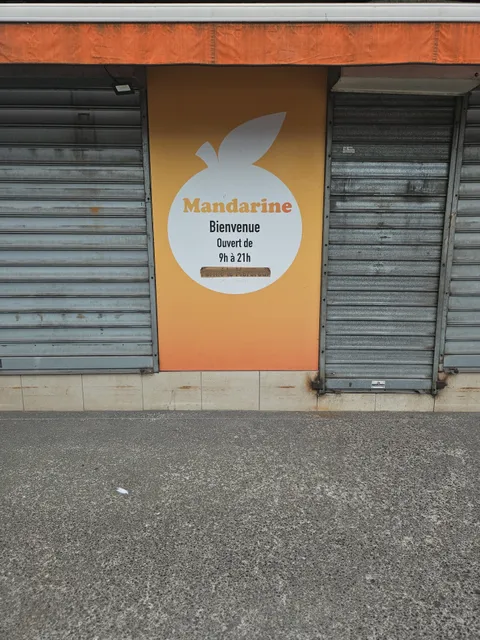 Mandarine
Bienvenue
Ouvert de
9h à 21h